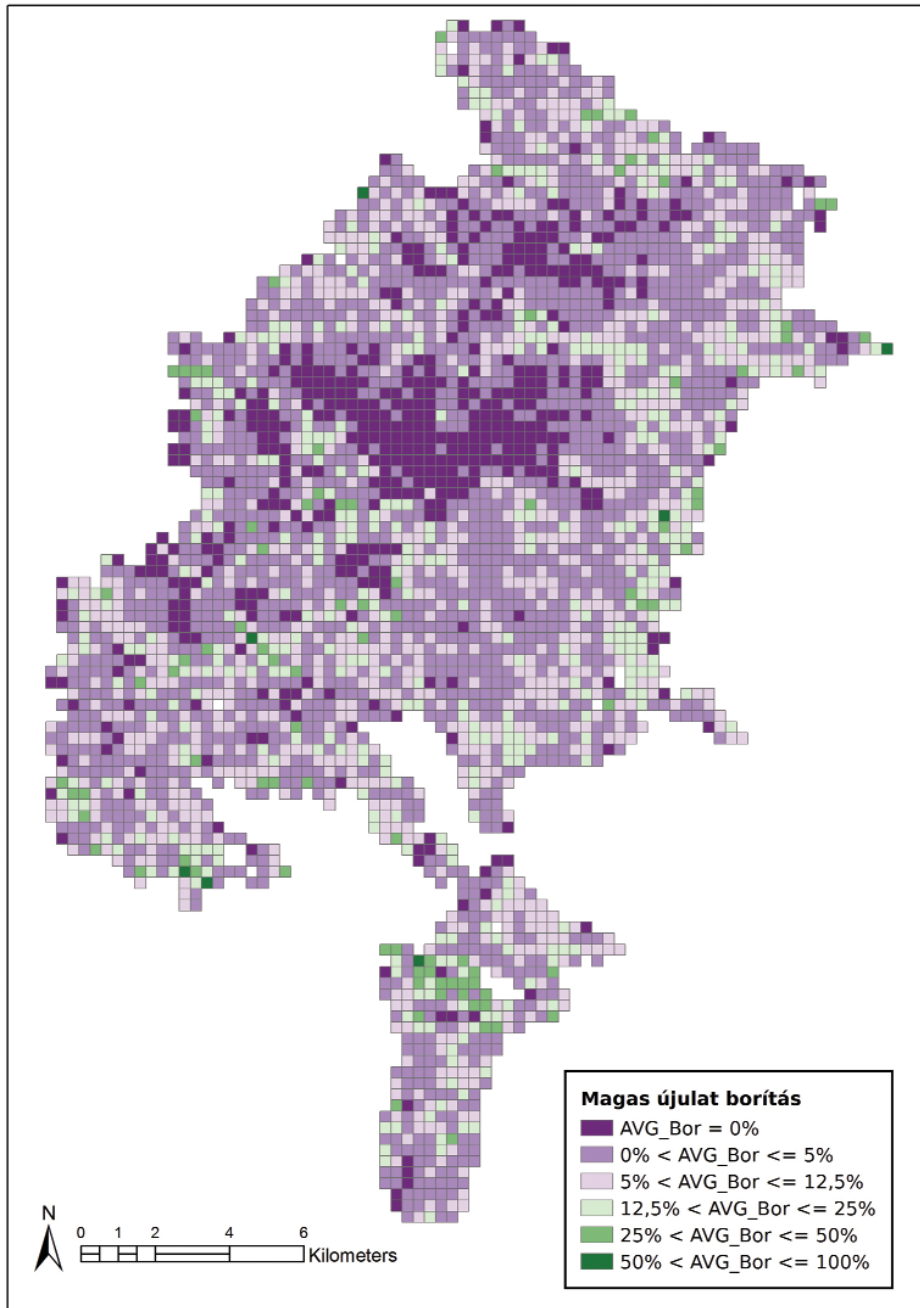 Magas újulat borítás
AVG_Bor = 0%
0% < AVG_Bor <= 5%
5% < AVG_Bor <= 12,5%
12,5% < AVG_Bor <= 25%
25% < AVG_Bor <= 50%
50% < AVG_Bor <= 100%
N
0 1 2 4 6
Kilometers